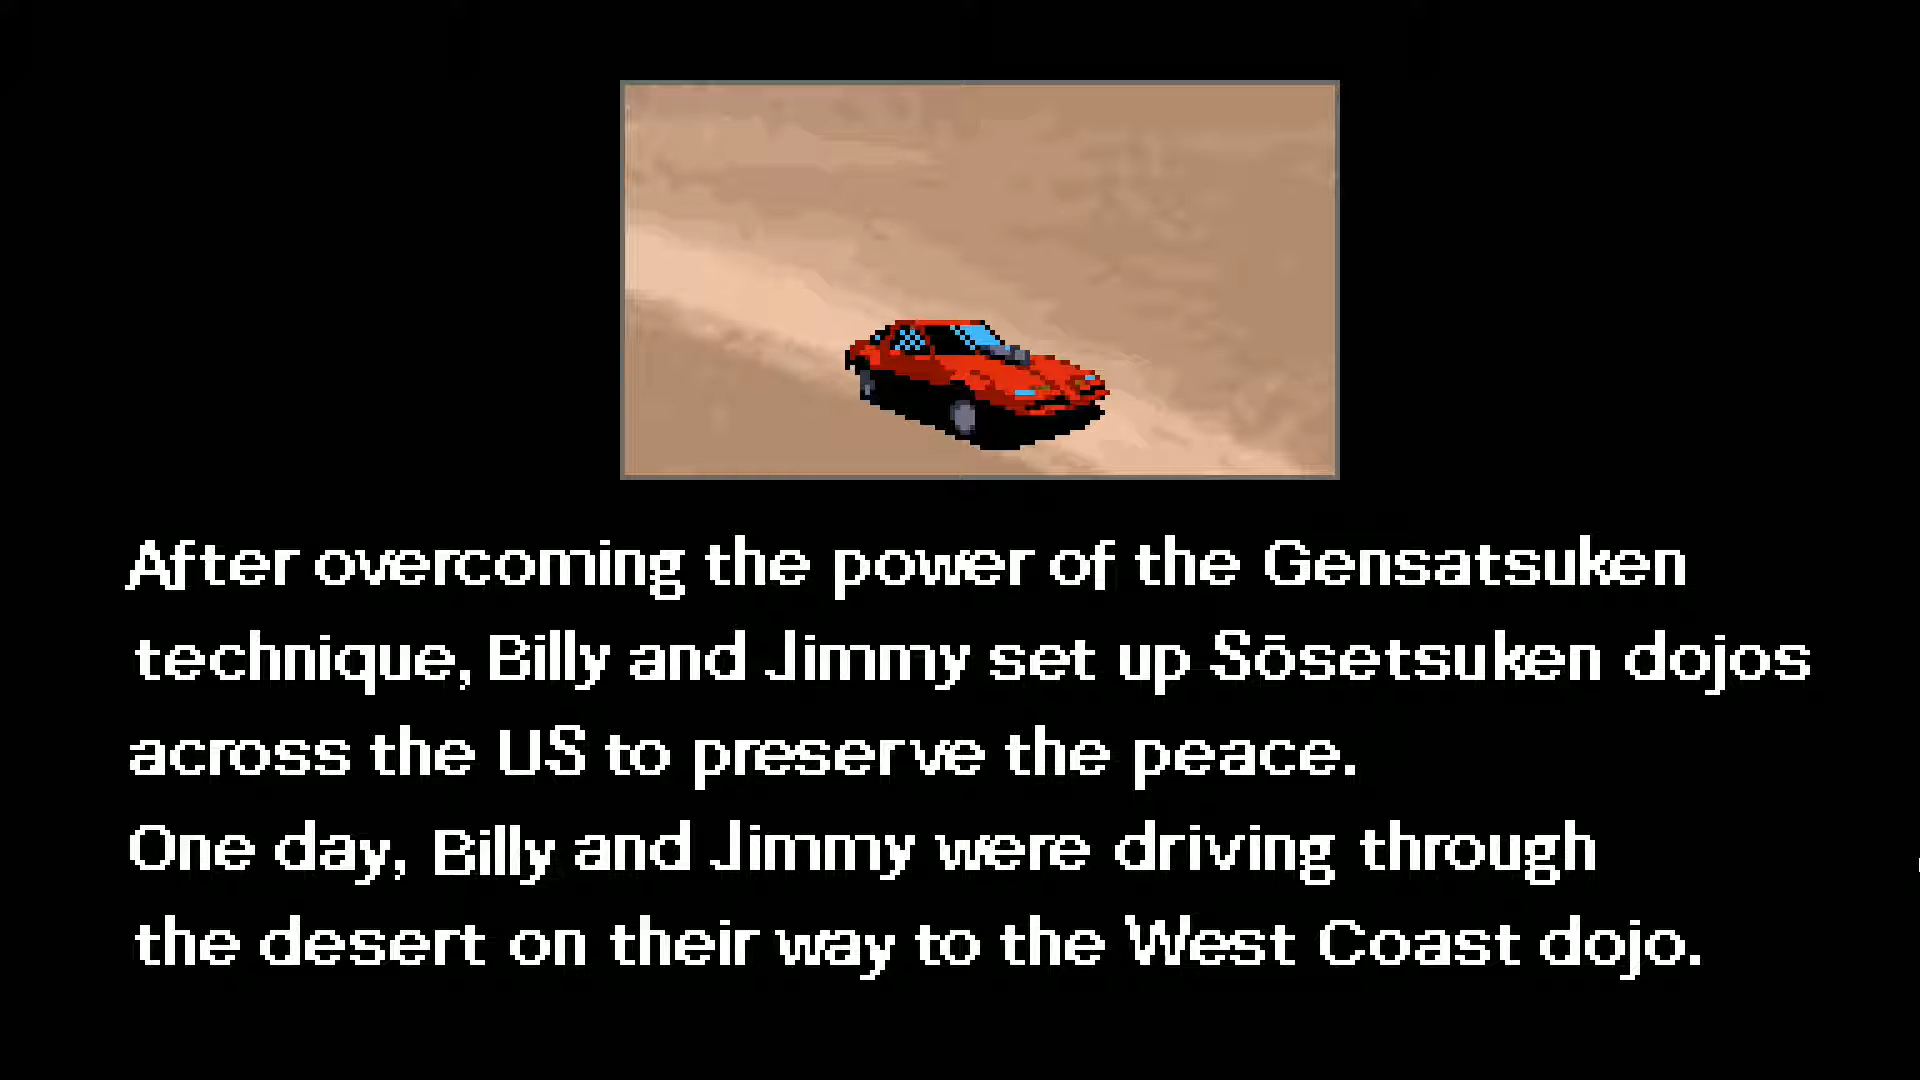 After overcoming the power of the Gensatsuken
technique, Billy and Jimmy set up Sōsetsuken dojos
across the US to preserve the peace.
One day, Billy and Jimmy were driving through
the desert on their way to the West Coast dojo.